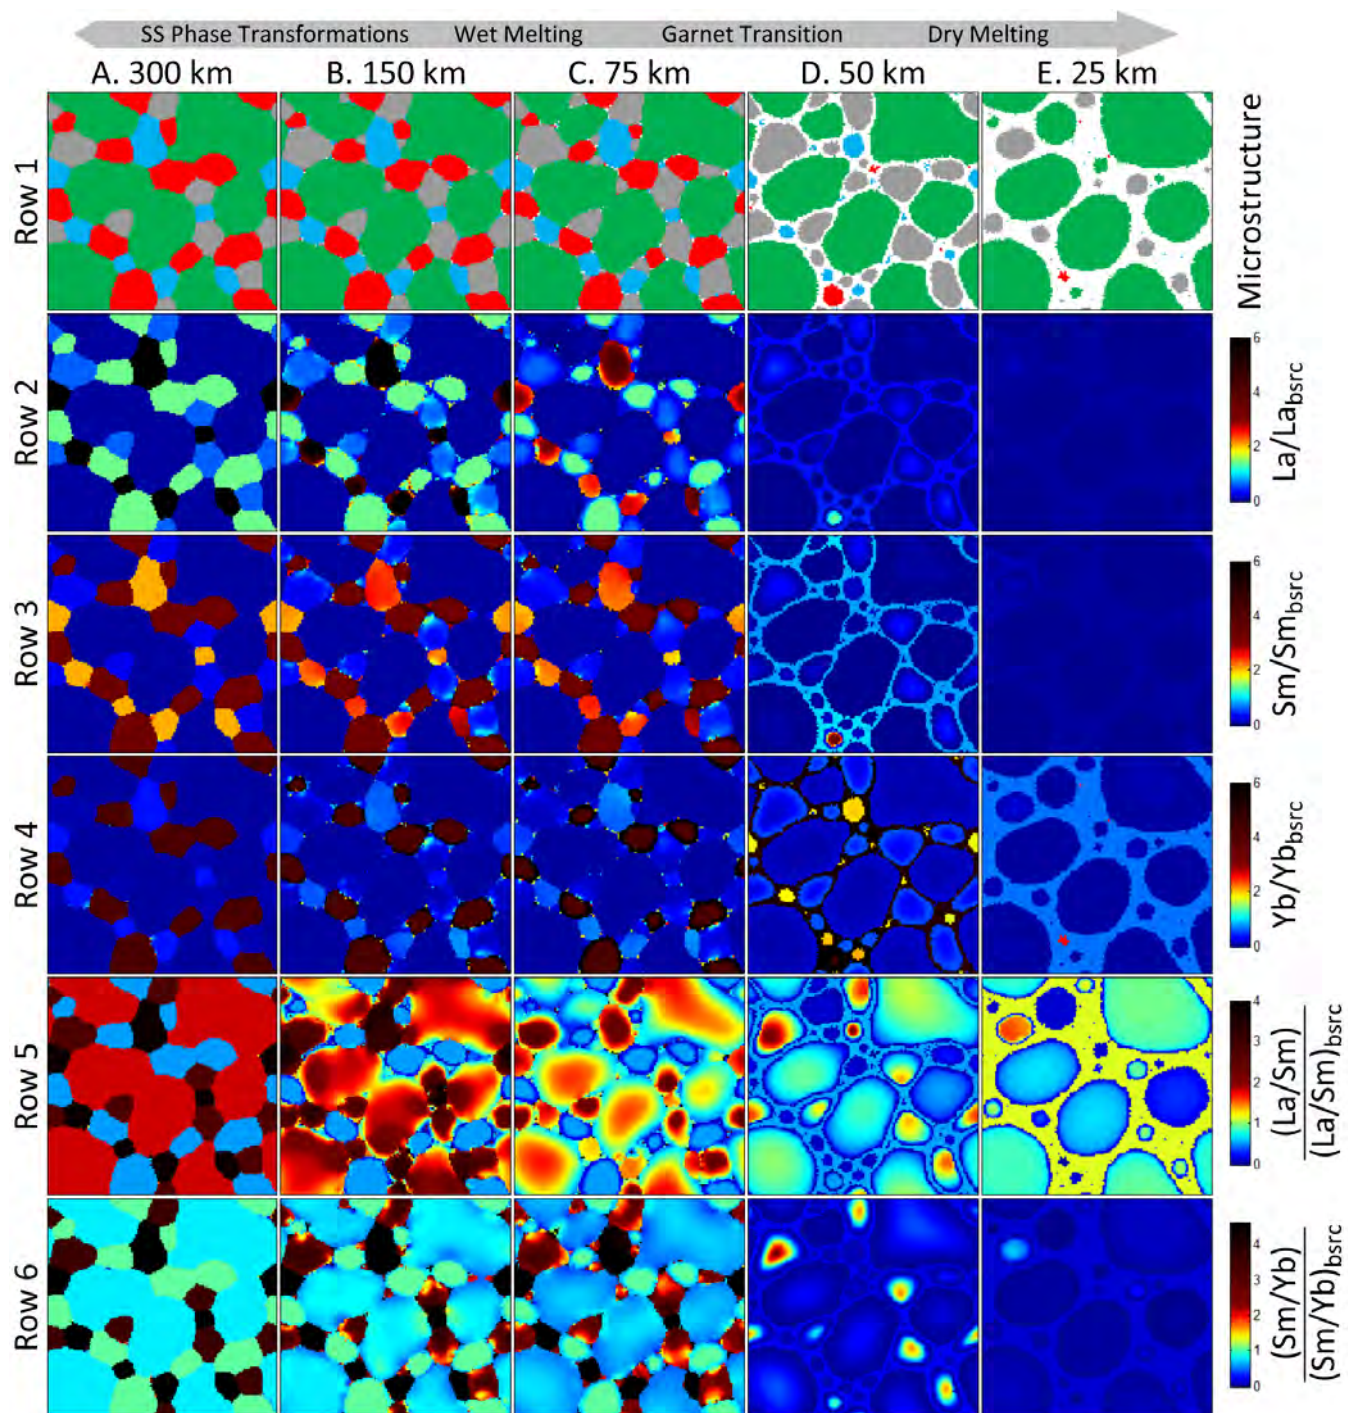 SS Phase Transformations Wet Melting Garnet Transition Dry Melting
A. 300 km B. 150 km C. 75 km D. 50 km E. 25 km
Row 1
Microstructure
Row 2
6
4
2
0
La/La_bsrc
Row 3
6
4
2
0
Sm/Sm_bsrc
Row 4
6
4
2
0
Yb/Yb_bsrc
Row 5
4
3
2
1
0
(La/Sm)
(La/Sm)_bsrc
Row 6
4
3
2
1
0
(Sm/Yb)
(Sm/Yb)_bsrc